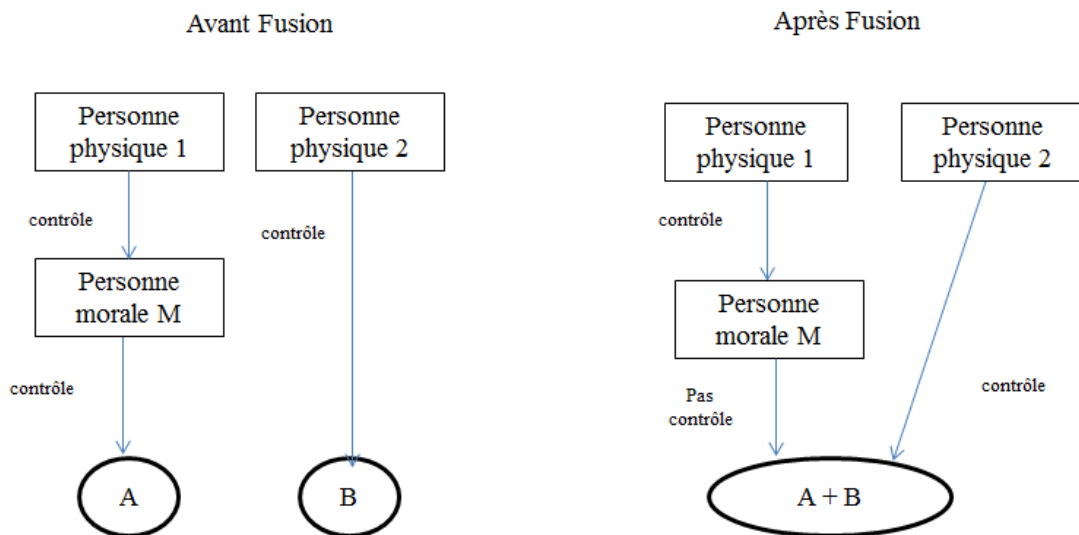 Avant Fusion
Personne
physique 1
Personne
physique 2
contrôle
contrôle
Personne
morale M
contrôle
A
B
Après Fusion
Personne
physique 1
Personne
physique 2
contrôle
Personne
morale M
Pas
contrôle
contrôle
A + B